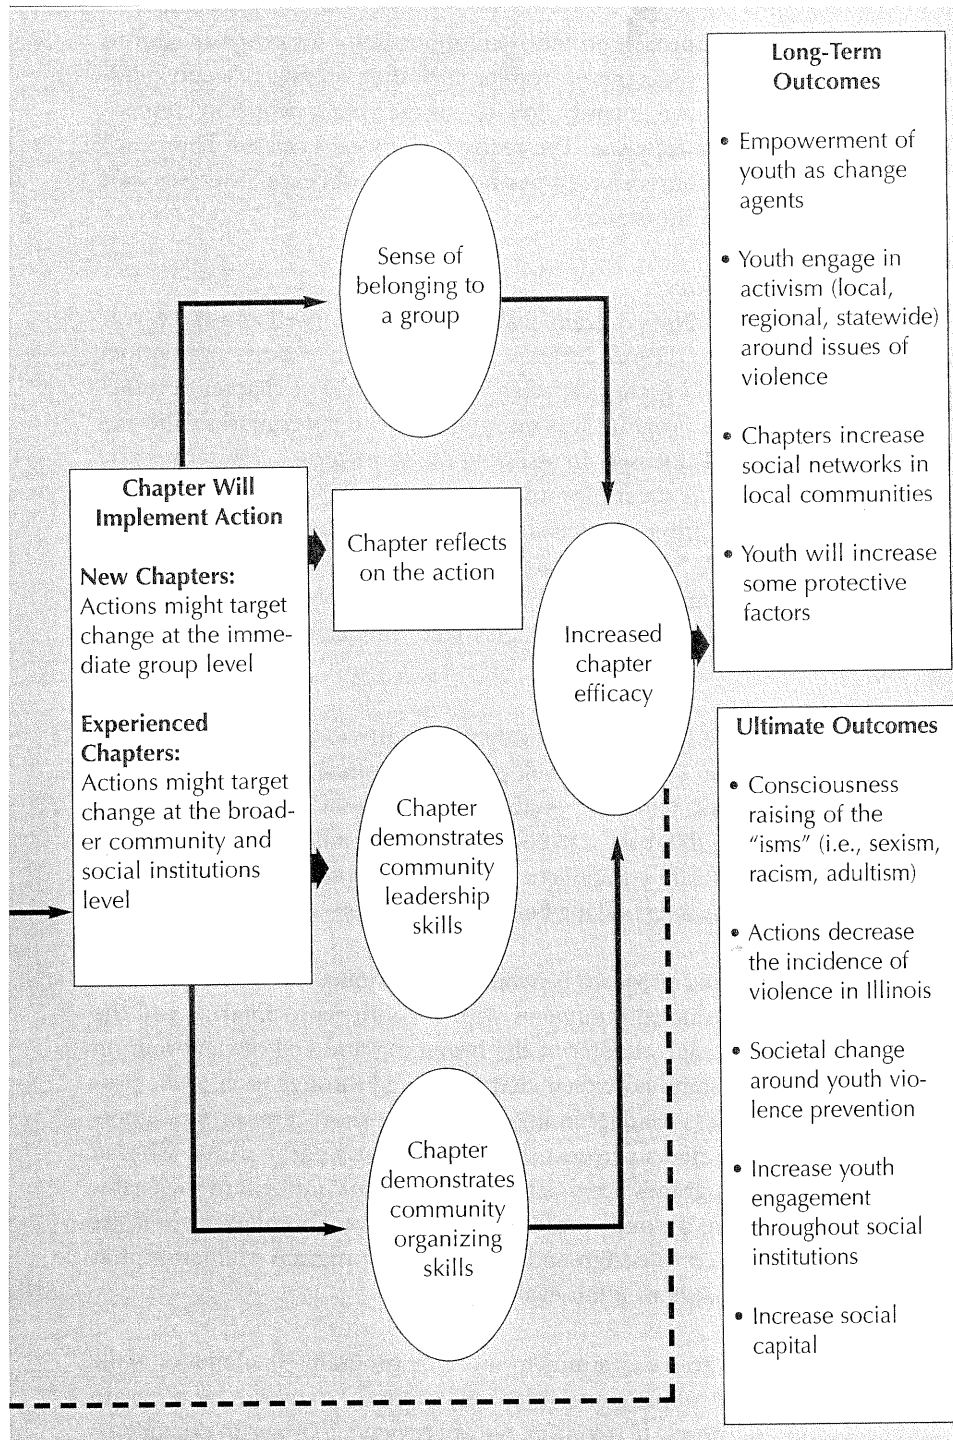 Chapter Will
Implement Action
New Chapters:
Actions might target
change at the imme-
diate group level
Experienced
Chapters:
Actions might target
change at the broad-
er community and
social institutions
level
Sense of
belonging to
a group
Chapter reflects
on the action
Chapter
demonstrates
community
leadership
skills
Chapter
demonstrates
community
organizing
skills
Increased
chapter
efficacy
Long-Term
Outcomes
• Empowerment of
youth as change
agents
• Youth engage in
activism (local,
regional, statewide)
around issues of
violence
• Chapters increase
social networks in
local communities
• Youth will increase
some protective
factors
Ultimate Outcomes
• Consciousness
raising of the
"isms" (i.e., sexism,
racism, adultism)
• Actions decrease
the incidence of
violence in Illinois
• Societal change
around youth vio-
lence prevention
• Increase youth
engagement
throughout social
institutions
• Increase social
capital